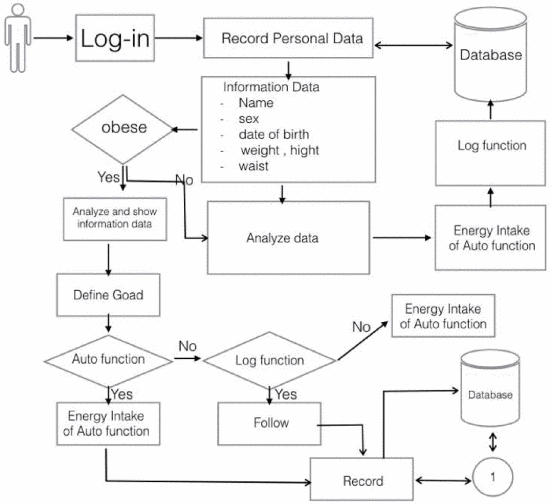 Log-in
Record Personal Data
Database
Information Data
- Name
- sex
- date of birth
- weight , hight
- waist
obese
Log function
Yes
No
Analyze and show
information data
Analyze data
Energy Intake
of Auto function
Define Goad
Energy Intake
of Auto function
No
Auto function
No
Log function
Yes
Yes
Database
Energy Intake
of Auto function
Follow
Record
1